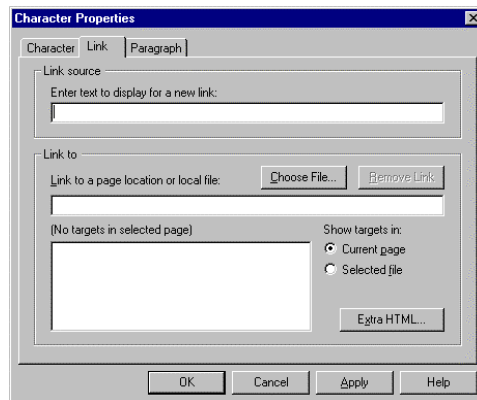 Character Properties
Character Link Paragraph
Link source
Enter text to display for a new link:
Link to
Link to a page location or local file: Choose File... Remove Link
(No targets in selected page) Show targets in:
Current page
Selected file
Extra HTML...
OK Cancel Apply Help